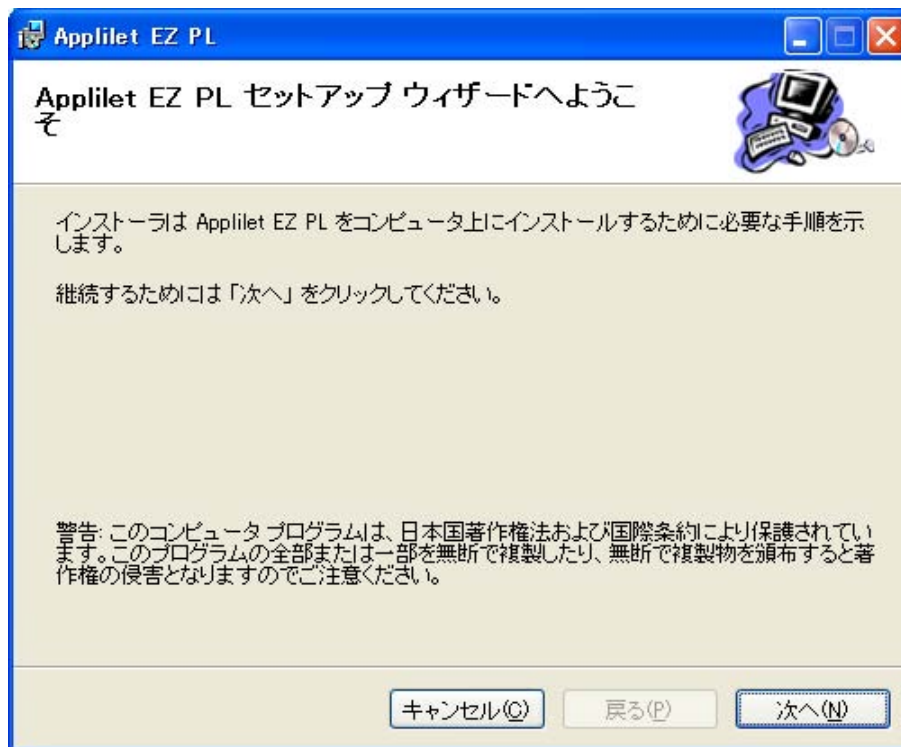 Applilet EZ PL
Applilet EZ PL セットアップ ウィザードへようこ
そ
インストーラは Applilet EZ PL をコンピュータ上にインストールするために必要な手順を示
します。
継続するためには「次へ」をクリックしてください。
警告: このコンピュータ プログラムは、日本国著作権法および国際条約により保護されてい
ます。このプログラムの全部または一部を無断で複製したり、無断で複製物を頒布すると著
作権の侵害となりますのでご注意ください。
キャンセル(C)
戻る(P)
次へ(N)